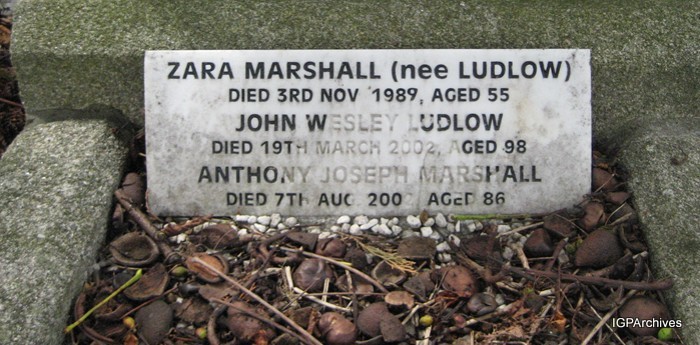 ZARA MARSHALL (nee LUDLOW)
DIED 3RD NOV 1989, AGED 55
JOHN WESLEY LUDLOW
DIED 19TH MARCH 2002, AGED 98
ANTHONY JOSEPH MARSHALL
DIED 7TH AUG AGED 86
IGPArchives